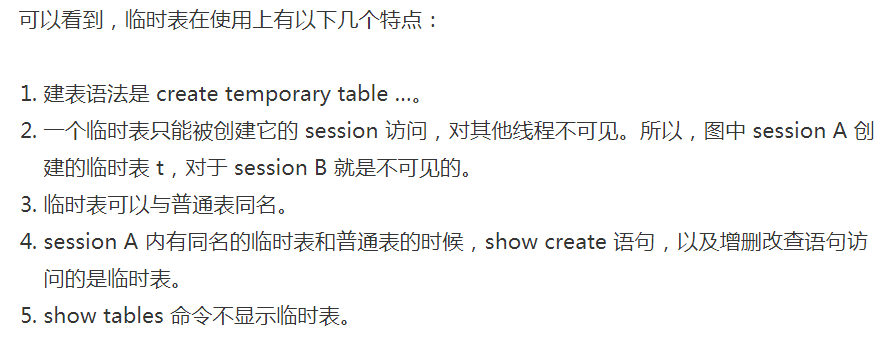 可以看到，临时表在使用上有以下几个特点：
1. 建表语法是 create temporary table …。
2. 一个临时表只能被创建它的 session 访问，对其他线程不可见。所以，图中 session A 创
建的临时表 t，对于 session B 就是不可见的。
3. 临时表可以与普通表同名。
4. session A 内有同名的临时表和普通表的时候，show create 语句，以及增删改查语句访
问的是临时表。
5. show tables 命令不显示临时表。